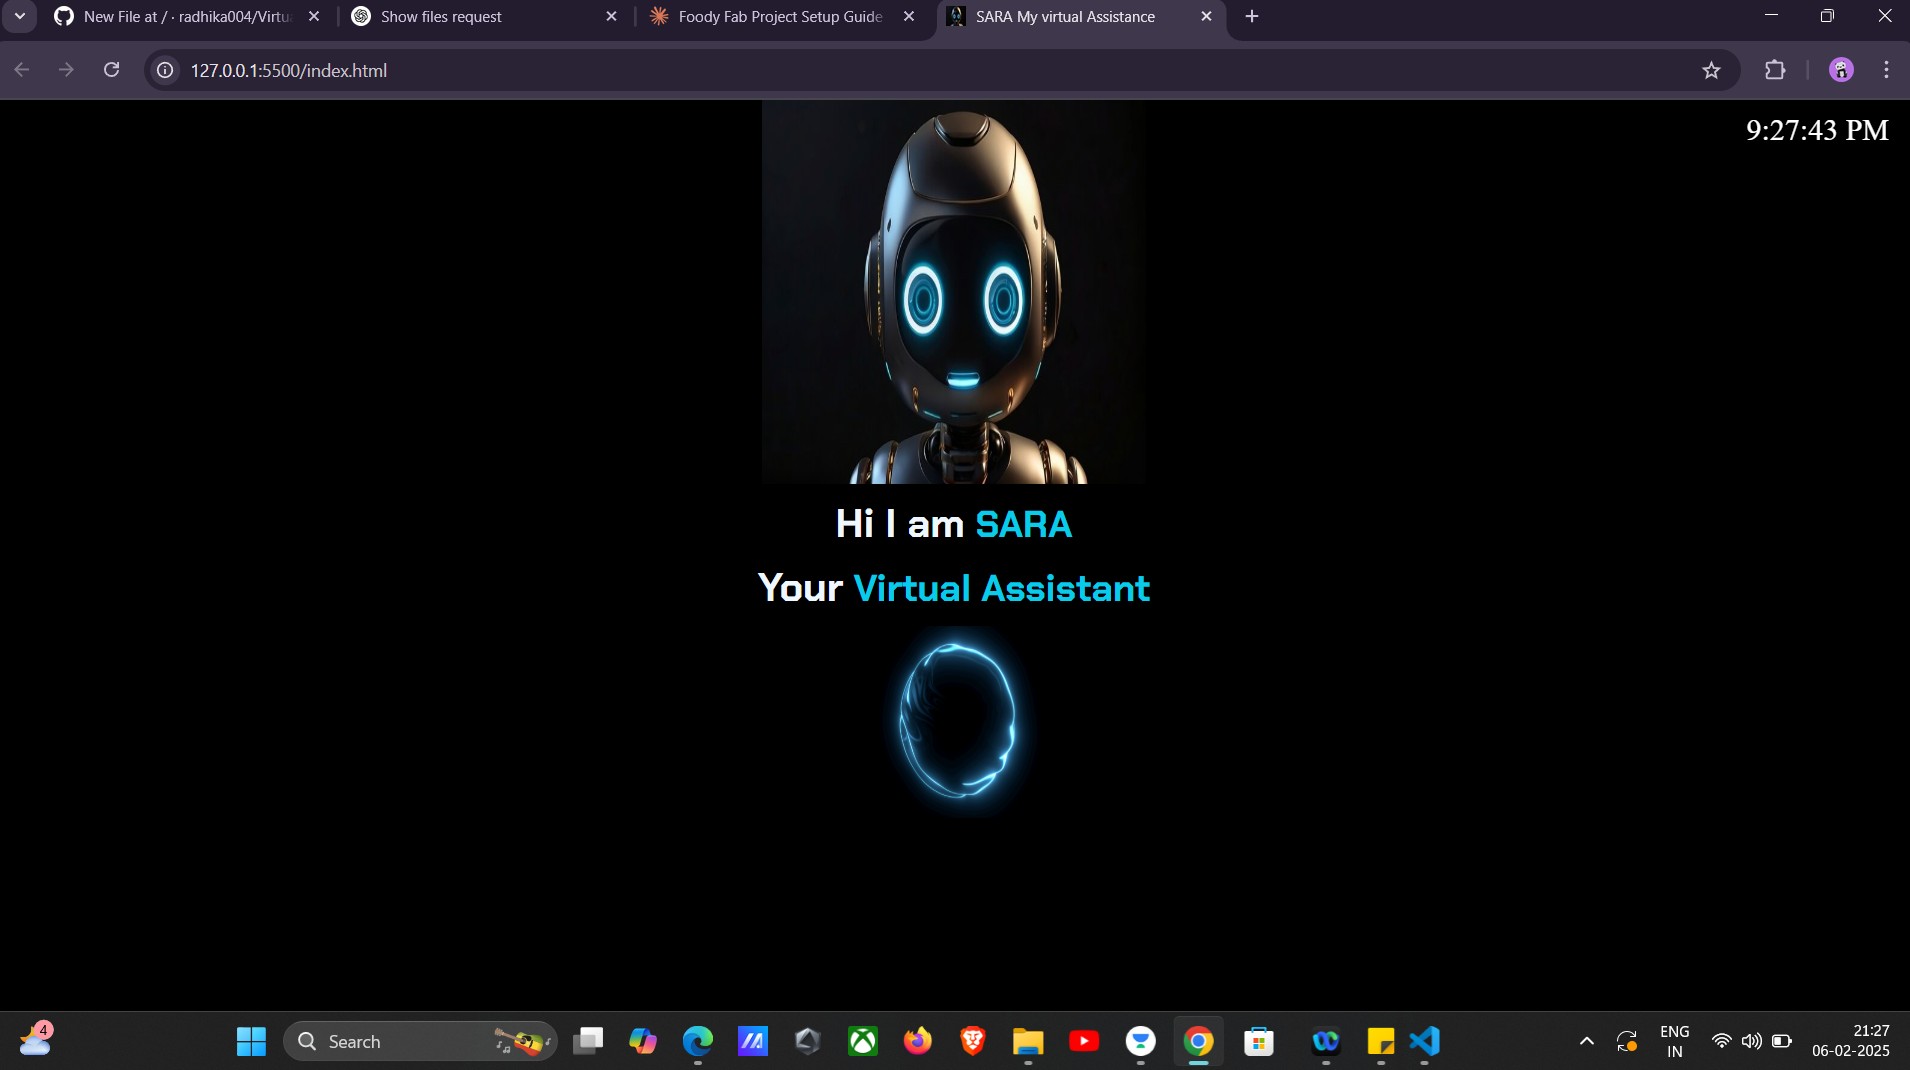 New File at / · radhika004/Virtu
Show files request
Foody Fab Project Setup Guide
SARA My virtual Assistance
127.0.0.1:5500/index.html
9:27:43 PM
Hi I am SARA
Your Virtual Assistant
4
Search
ENG
IN
21:27
06-02-2025